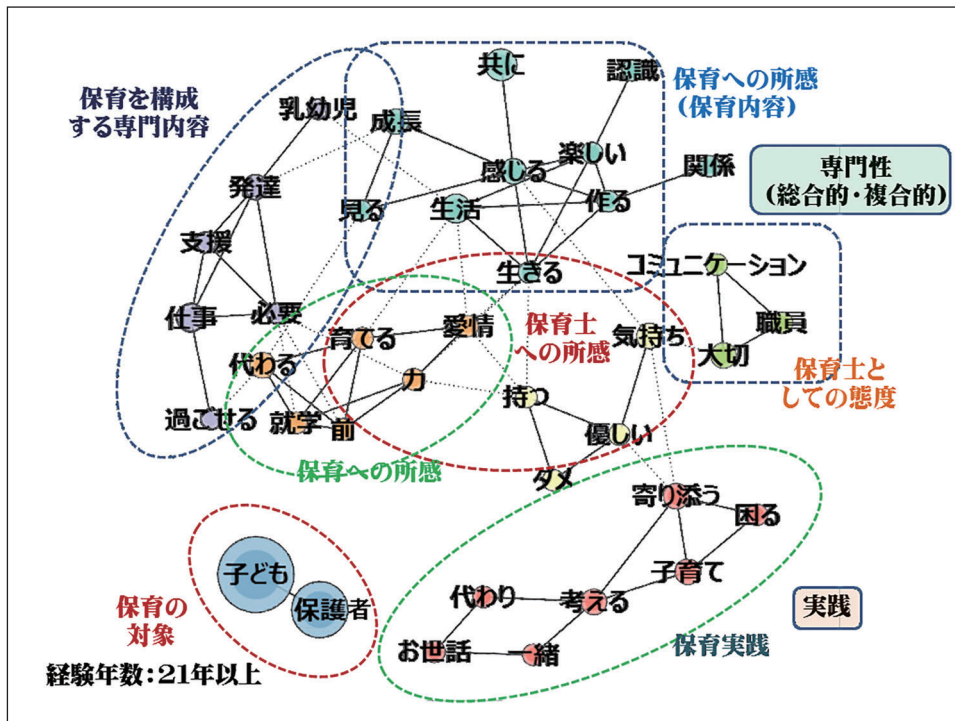 共に
認識
保育への所感
(保育内容)
保育を構成
する専門内容
乳幼児
成長
楽しい
関係
専門性
(総合的・複合的)
感じる
発達
見る
生活
作る
支援
生きる
コミュニケーション
仕事
必要
愛情
保育士
への所感
気持ち
職員
育てる
大切
代わる
力
保育士と
しての態度
過ごせる
就学
前
持つ
優しい
保育への所感
ダメ
寄り添う
困る
子ども
子育て
保護者
代わり
考える
実践
保育の
対象
お世話
一緒
保育実践
経験年数：21年以上